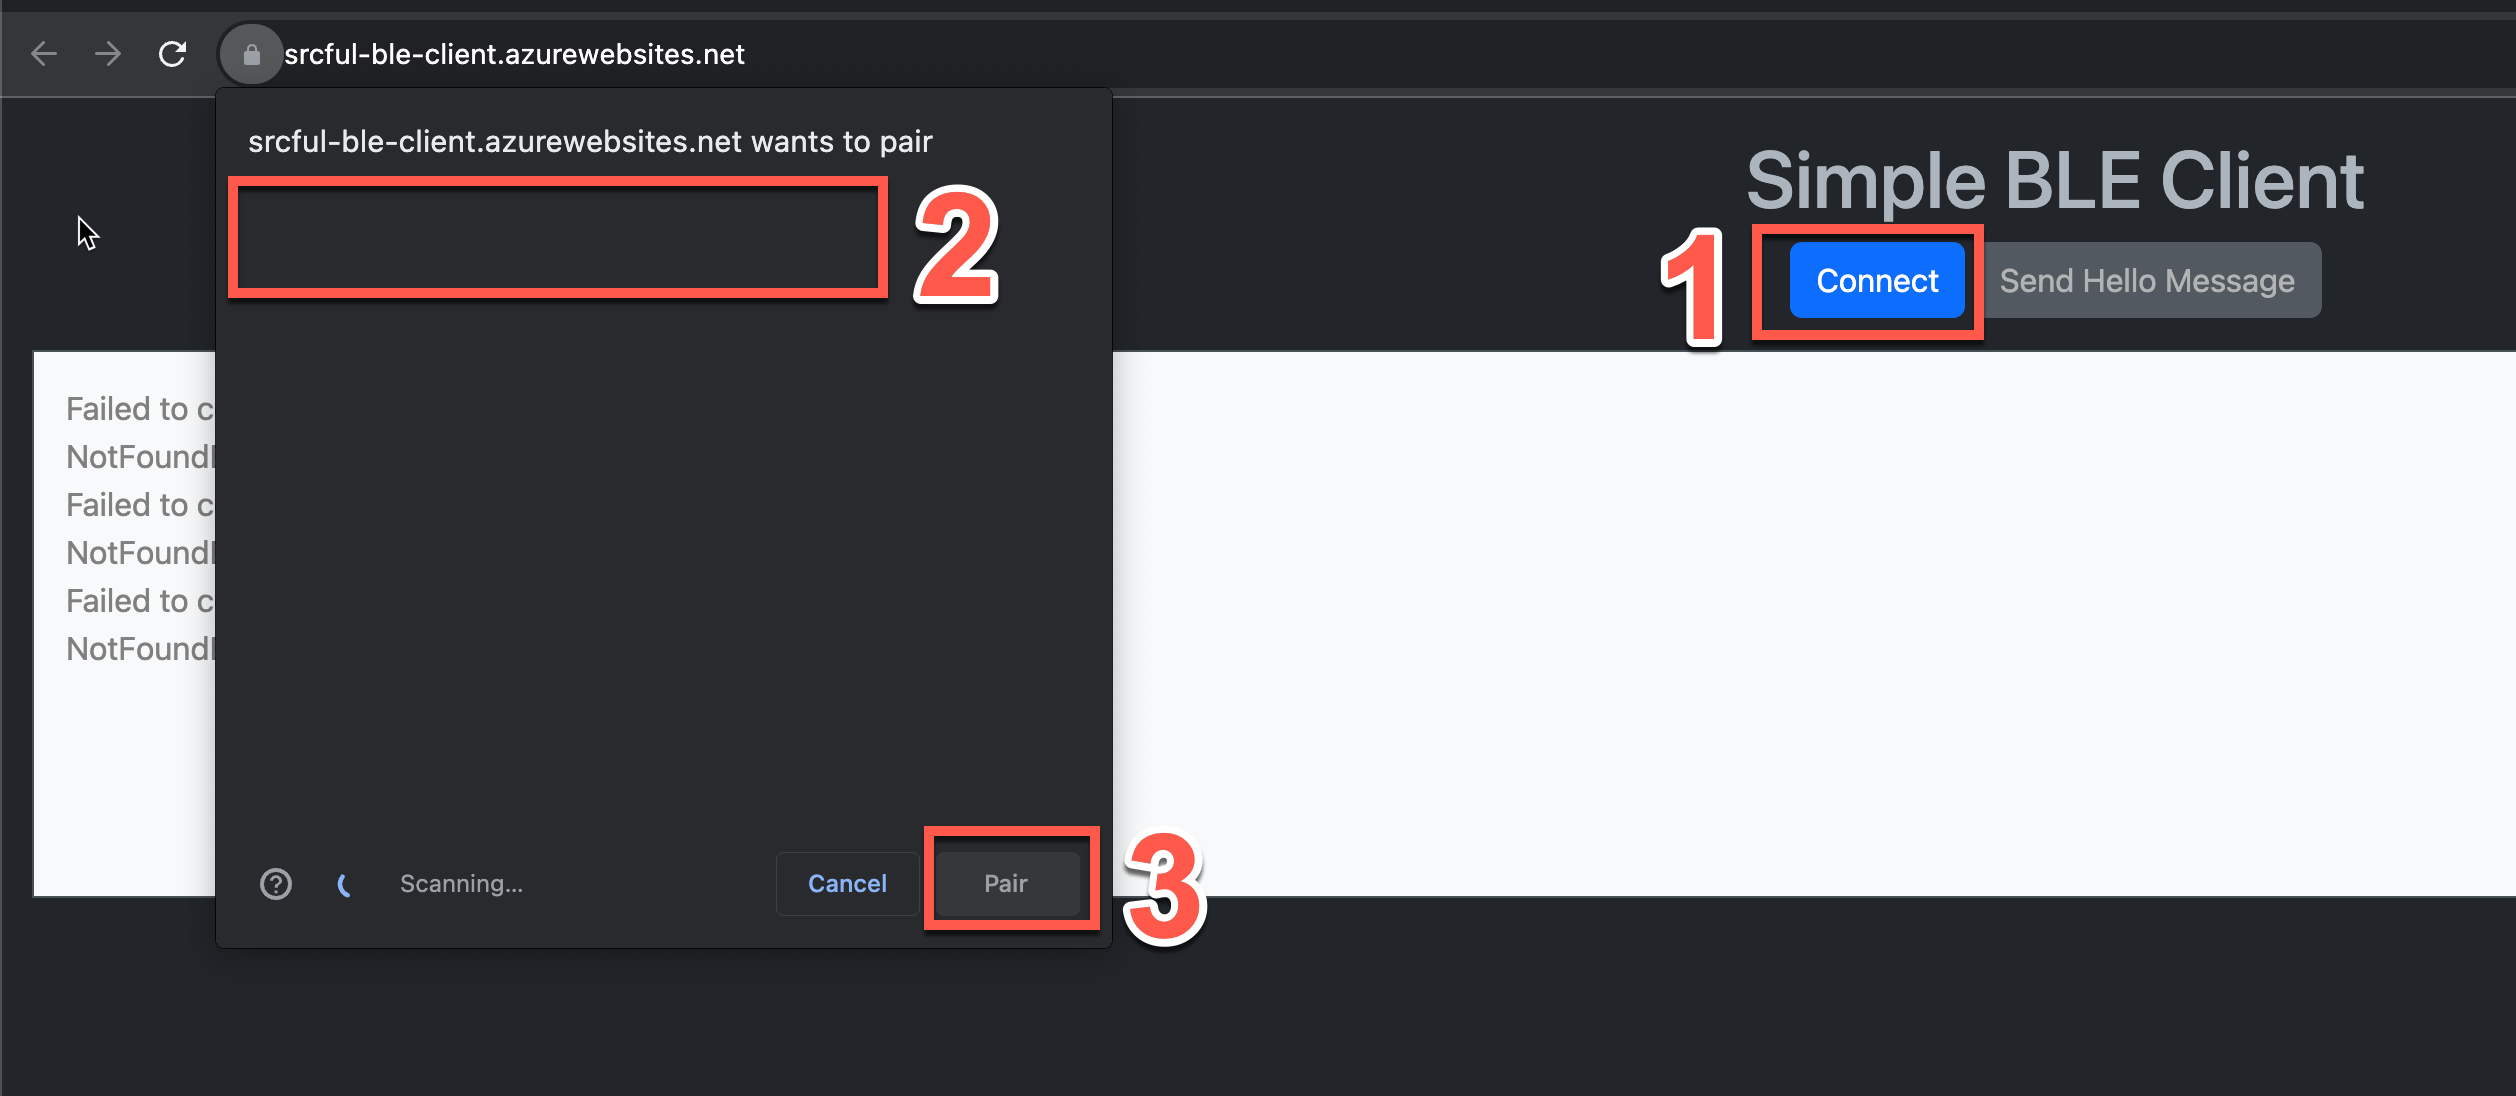 srcful-ble-client.azurewebsites.net
srcful-ble-client.azurewebsites.net wants to pair
2
Simple BLE Client
1
Connect
Send Hello Message
Failed to c
NotFound
Failed to c
NotFound
Failed to c
NotFound
Scanning...
Cancel
Pair
3